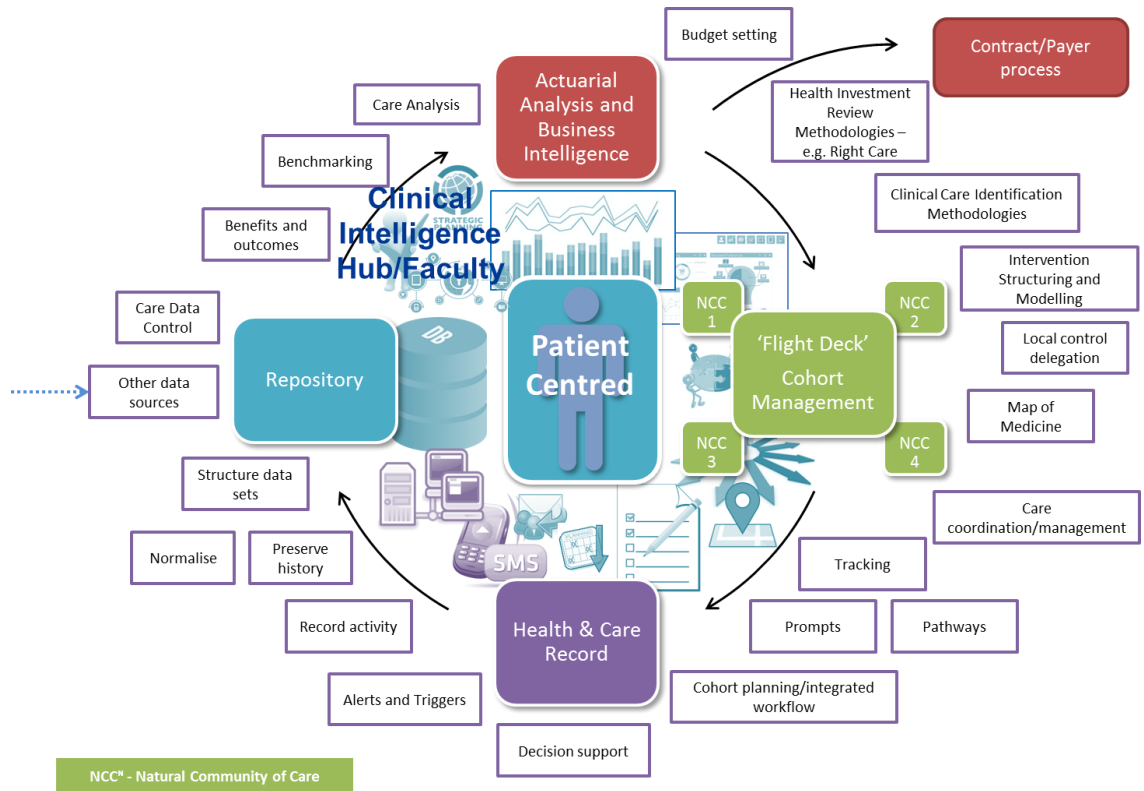 Budget setting
Contract/Payer
process
Actuarial
Analysis and
Business
Intelligence
Care Analysis
Health Investment
Review
Methodologies –
e.g. Right Care
Benchmarking
Clinical Care Identification
Methodologies
Clinical
Intelligence
Hub/Faculty
STRATEGIC
Benefits and
outcomes
Intervention
Structuring and
Modelling
Care Data
Control
NCC
1
NCC
2
DB
Local control
delegation
Patient
Centred
Repository
‘Flight Deck’
Cohort
Management
Other data
sources
Map of
Medicine
NCC
3
NCC
4
Structure data
sets
Care
coordination/management
Normalise
Preserve
history
SMS
Tracking
Record activity
Health & Care
Record
Prompts
Pathways
Alerts and Triggers
Cohort planning/integrated
workflow
Decision support
NCCᴺ - Natural Community of Care